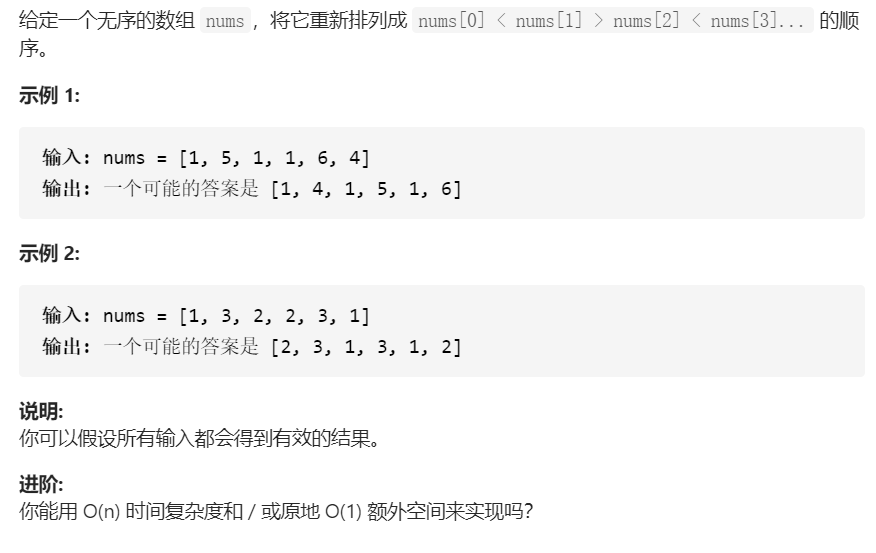 给定一个无序的数组 nums，将它重新排列成 nums[0] < nums[1] > nums[2] < nums[3]... 的顺
序。
示例 1:
输入: nums = [1, 5, 1, 1, 6, 4]
输出: 一个可能的答案是 [1, 4, 1, 5, 1, 6]
示例 2:
输入: nums = [1, 3, 2, 2, 3, 1]
输出: 一个可能的答案是 [2, 3, 1, 3, 1, 2]
说明:
你可以假设所有输入都会得到有效的结果。
进阶:
你能用 O(n) 时间复杂度和 / 或原地 O(1) 额外空间来实现吗？